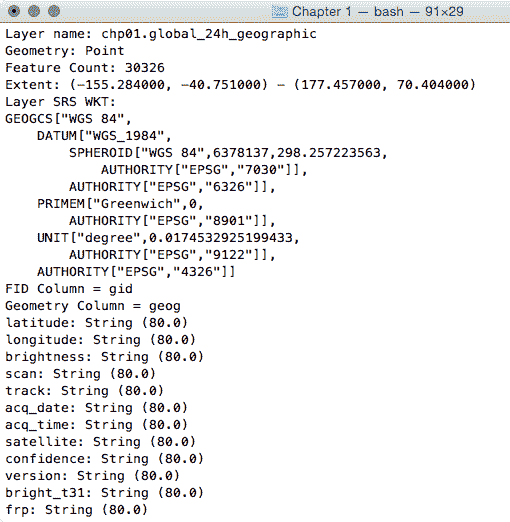 Chapter 1 — bash — 91×29
Layer name: chp01.global_24h_geographic
Geometry: Point
Feature Count: 30326
Extent: (-155.284000, -40.751000) - (177.457000, 70.404000)
Layer SRS WKT:
GEOGCS["WGS 84",
    DATUM["WGS_1984",
        SPHEROID["WGS 84",6378137,298.257223563,
            AUTHORITY["EPSG","7030"]],
        AUTHORITY["EPSG","6326"]],
    PRIMEM["Greenwich",0,
        AUTHORITY["EPSG","8901"]],
    UNIT["degree",0.0174532925199433,
        AUTHORITY["EPSG","9122"]],
    AUTHORITY["EPSG","4326"]]
FID Column = gid
Geometry Column = geog
latitude: String (80.0)
longitude: String (80.0)
brightness: String (80.0)
scan: String (80.0)
track: String (80.0)
acq_date: String (80.0)
acq_time: String (80.0)
satellite: String (80.0)
confidence: String (80.0)
version: String (80.0)
bright_t31: String (80.0)
frp: String (80.0)